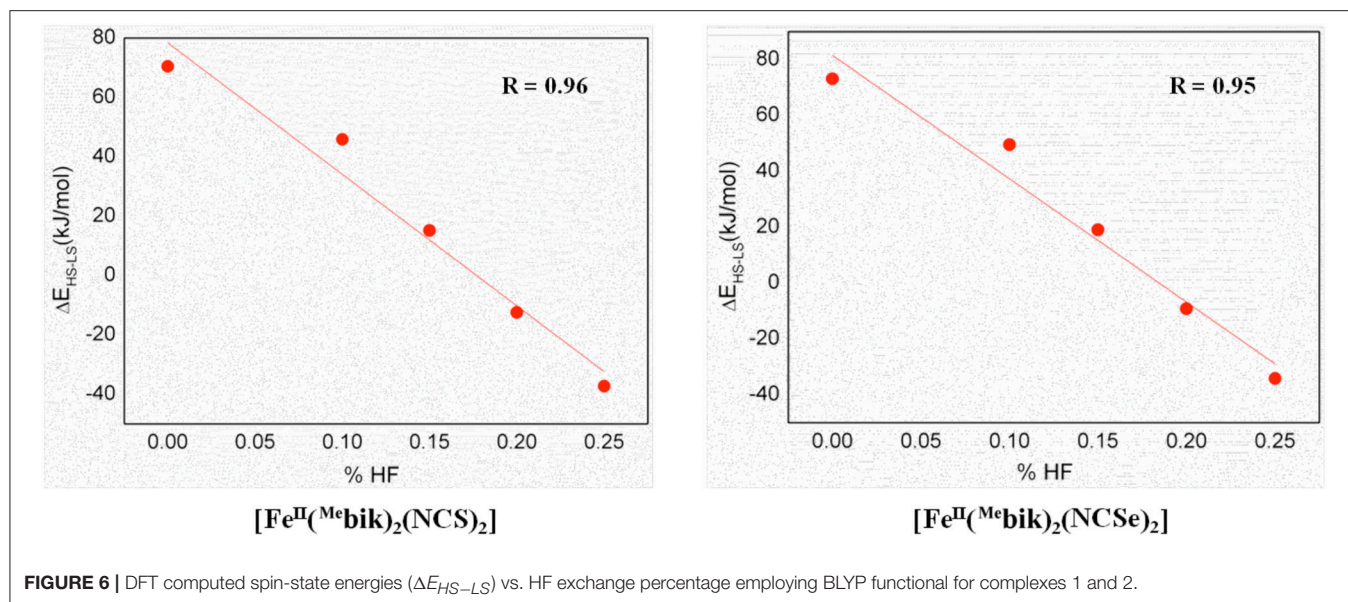 80
60
40
20
0
-20
-40
ΔE_HS-LS(kJ/mol)
R = 0.96
0.00 0.05 0.10 0.15 0.20 0.25
% HF
[Fe^II(^Mebik)_2(NCS)_2]
80
60
40
20
0
-20
-40
ΔE_HS-LS(kJ/mol)
R = 0.95
0.00 0.05 0.10 0.15 0.20 0.25
% HF
[Fe^II(^Mebik)_2(NCSe)_2]
FIGURE 6 | DFT computed spin-state energies (ΔE_HS−LS) vs. HF exchange percentage employing BLYP functional for complexes 1 and 2.